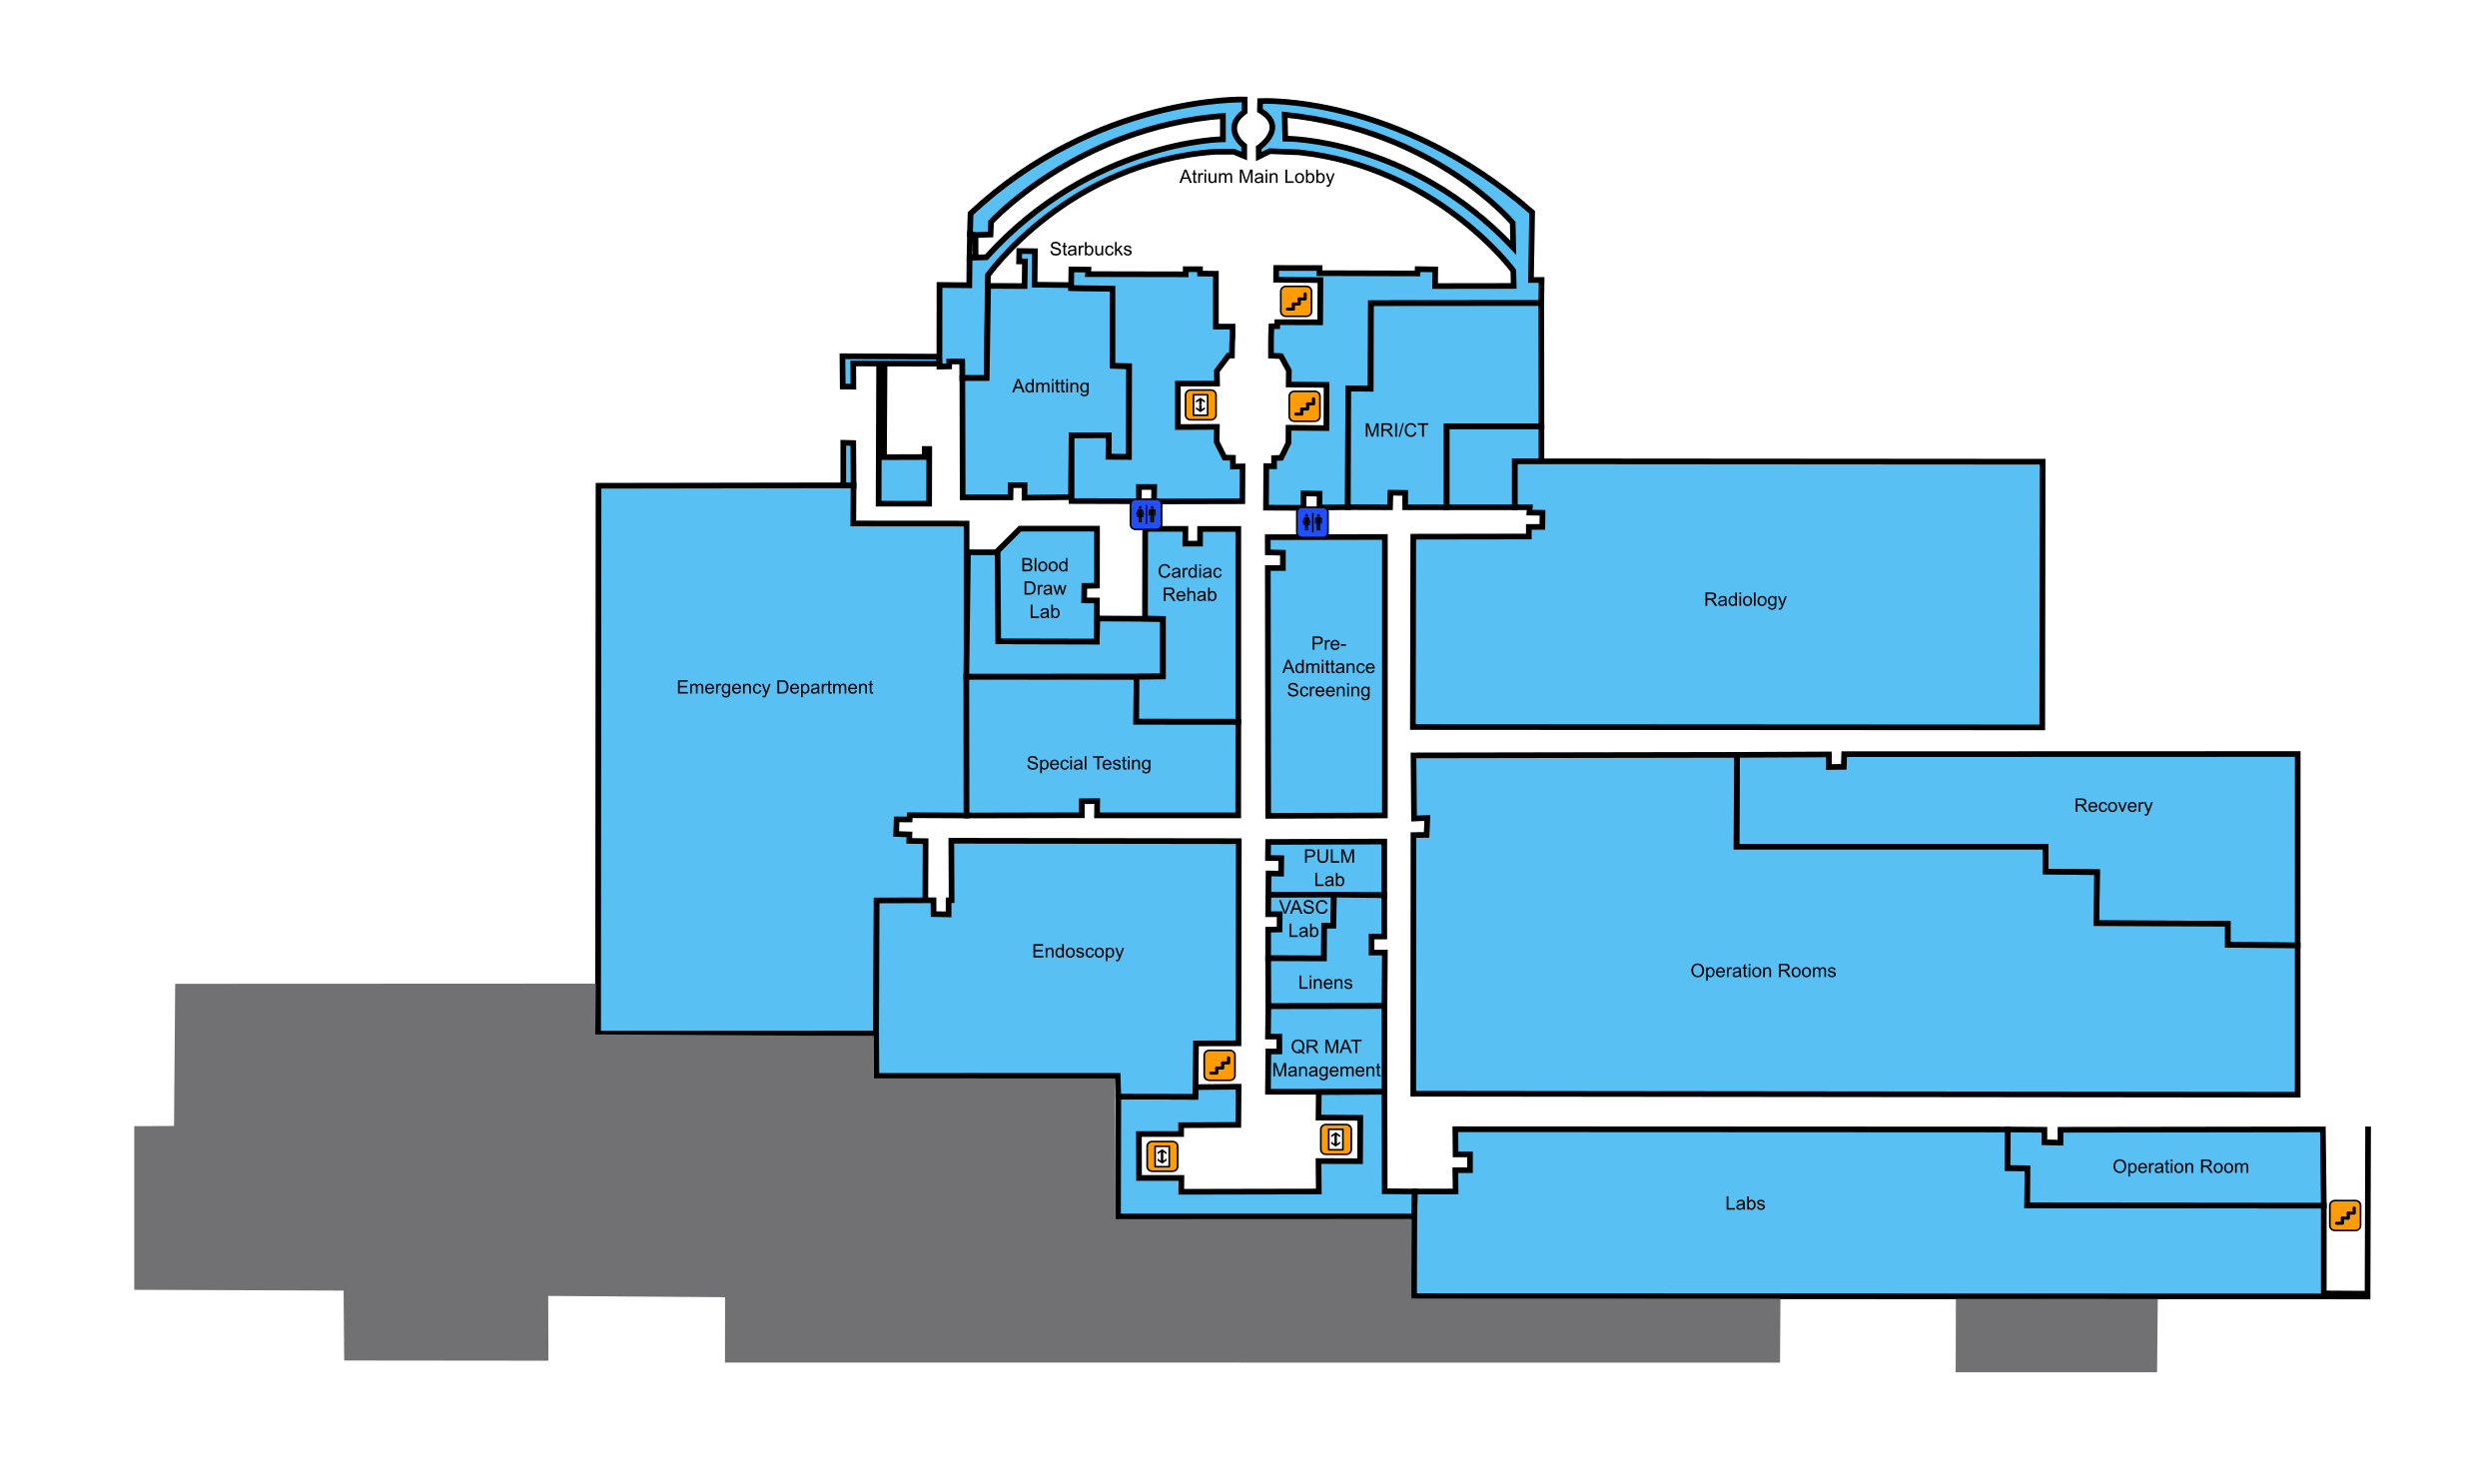 Atrium Main Lobby
Starbucks
Admitting
MRI/CT
Blood
Draw
Lab
Cardiac
Rehab
Radiology
Pre-
Admittance
Screening
Emergency Department
Special Testing
Recovery
PULM
Lab
VASC
Lab
Endoscopy
Operation Rooms
Linens
QR MAT
Management
Operation Room
Labs